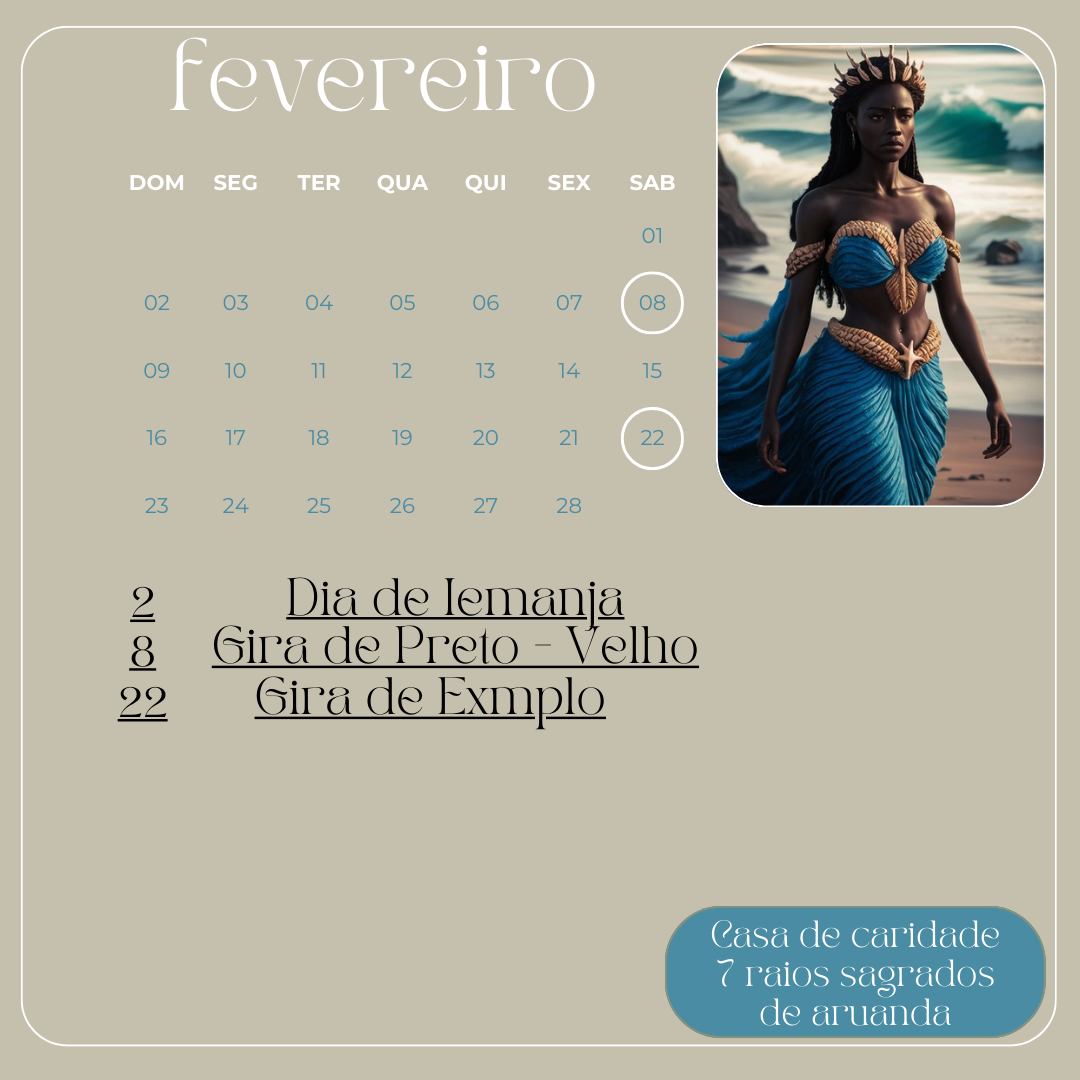 fevereiro
DOM SEG TER QUA QUI SEX SAB
01
02 03 04 05 06 07 08
09 10 11 12 13 14 15
16 17 18 19 20 21 22
23 24 25 26 27 28
2 Dia de Iemanja
8 Gira de Preto - Velho
22 Gira de Exmplo
Casa de caridade
7 raios sagrados
de aruanda